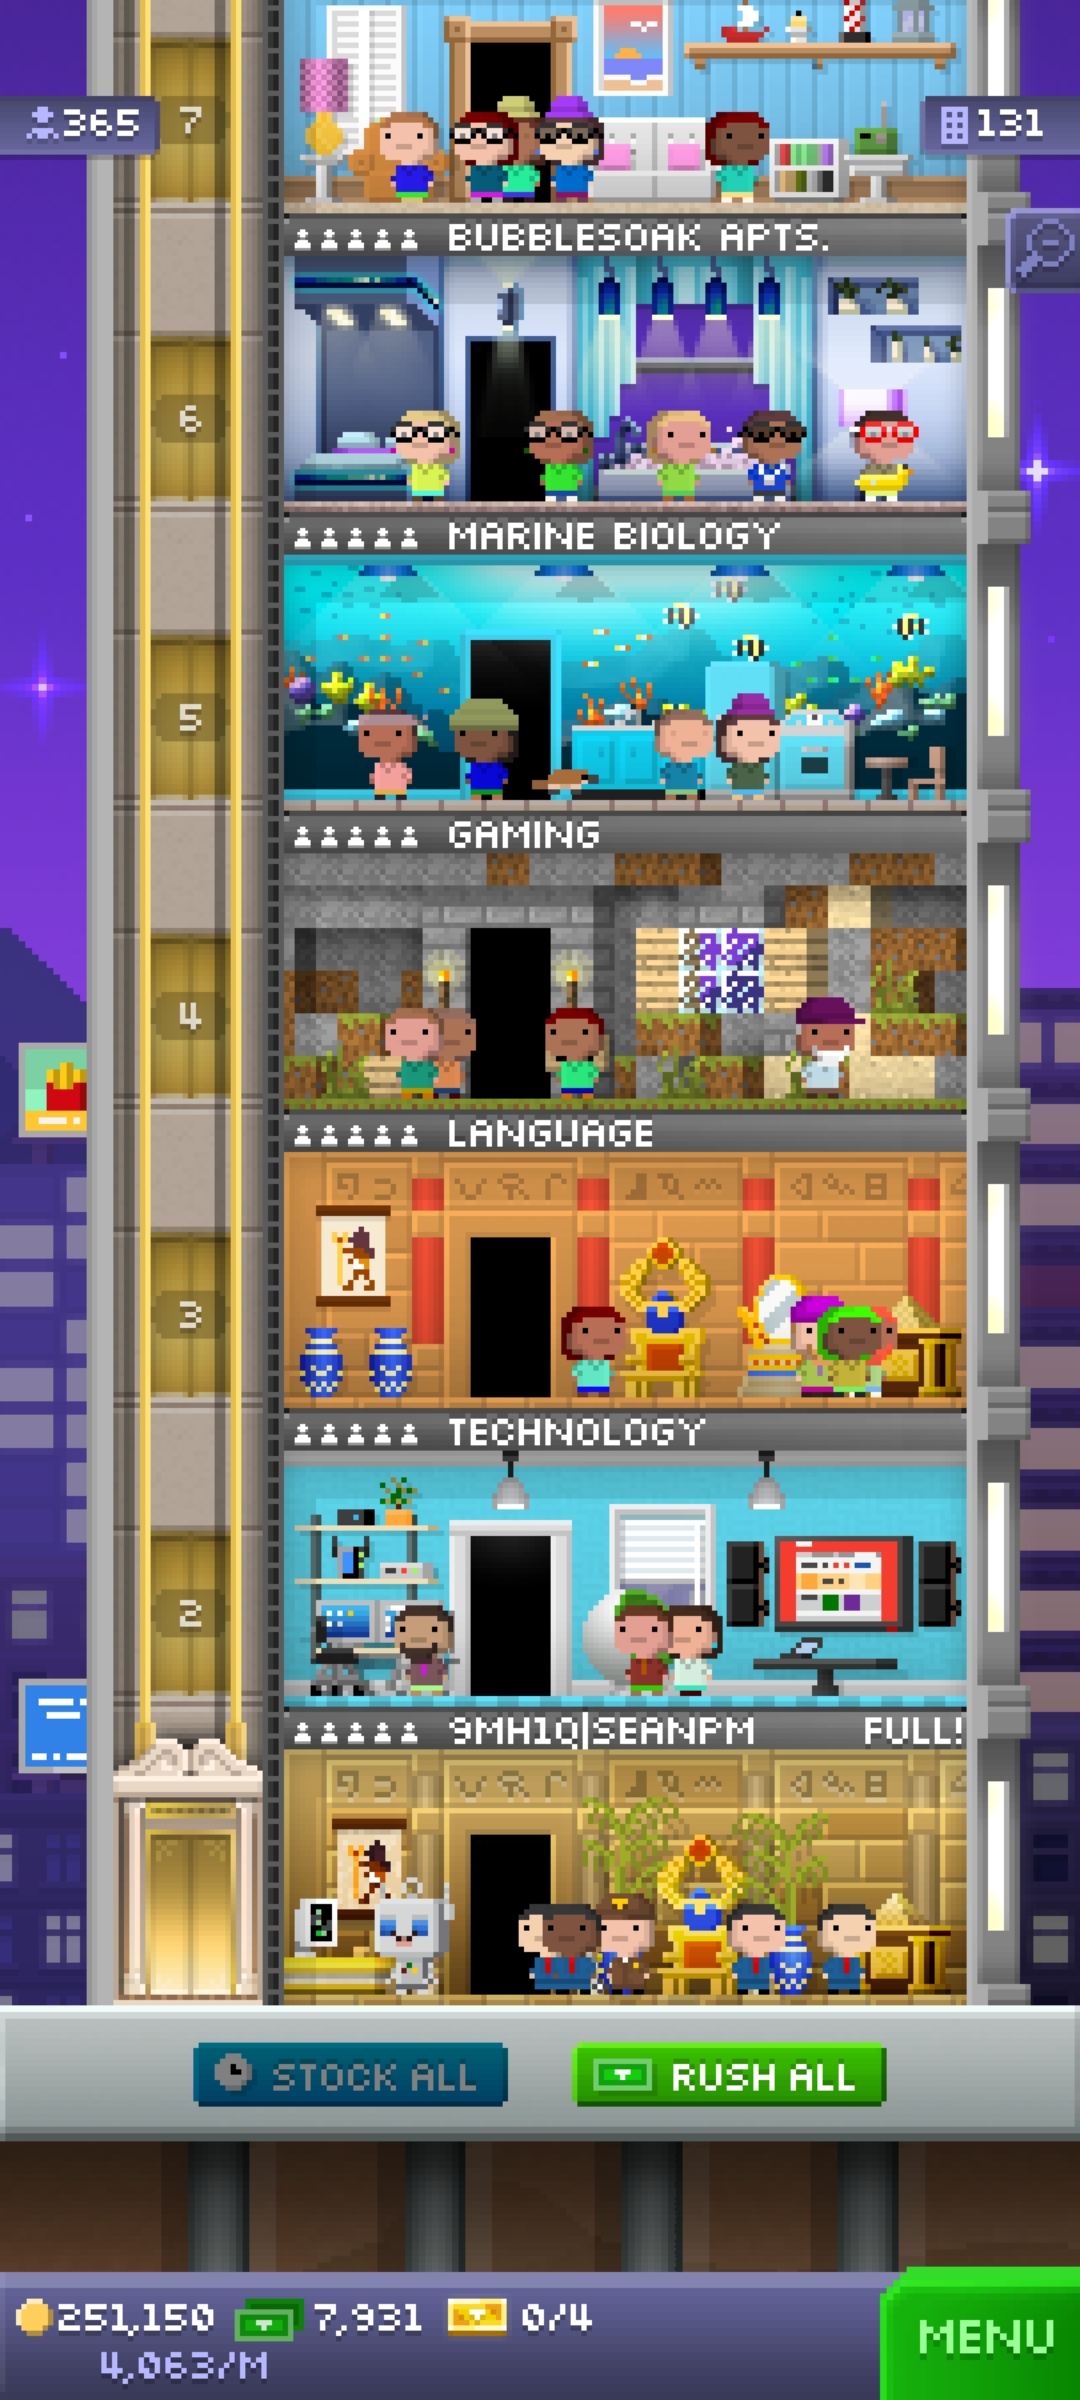 7
365
131
BUBBLESOAK APTS.
6
MARINE BIOLOGY
5
GAMING
4
LANGUAGE
3
TECHNOLOGY
2
9MH1Q|SEANPM FULL!
STOCK ALL
RUSH ALL
251,150 7,931 0/4
4,063/M
MENU